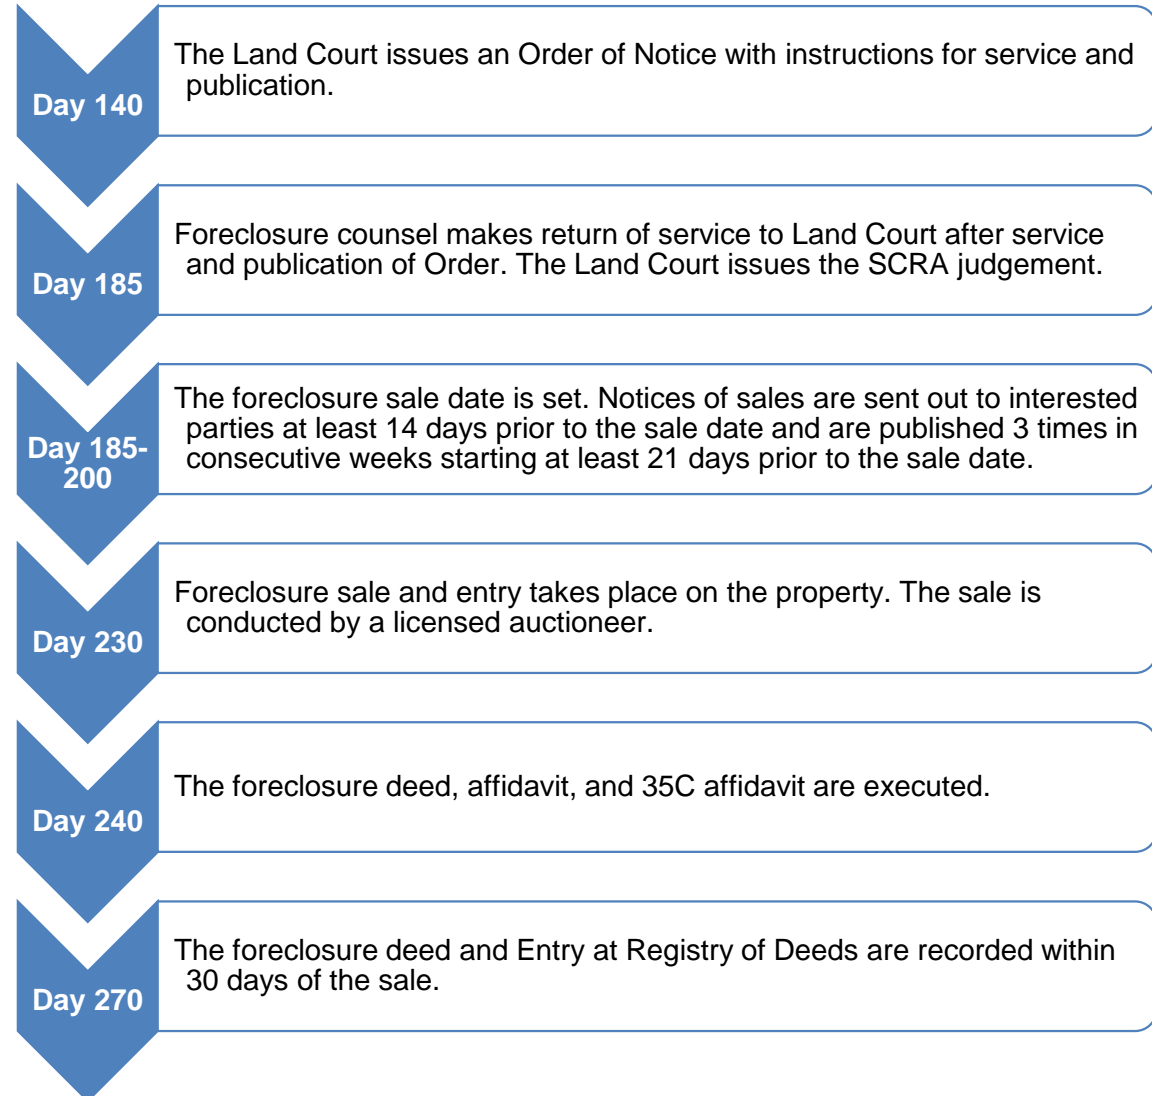 Day 140
The Land Court issues an Order of Notice with instructions for service and
publication.
Day 185
Foreclosure counsel makes return of service to Land Court after service
and publication of Order. The Land Court issues the SCRA judgement.
Day 185-
200
The foreclosure sale date is set. Notices of sales are sent out to interested
parties at least 14 days prior to the sale date and are published 3 times in
consecutive weeks starting at least 21 days prior to the sale date.
Day 230
Foreclosure sale and entry takes place on the property. The sale is
conducted by a licensed auctioneer.
Day 240
The foreclosure deed, affidavit, and 35C affidavit are executed.
Day 270
The foreclosure deed and Entry at Registry of Deeds are recorded within
30 days of the sale.